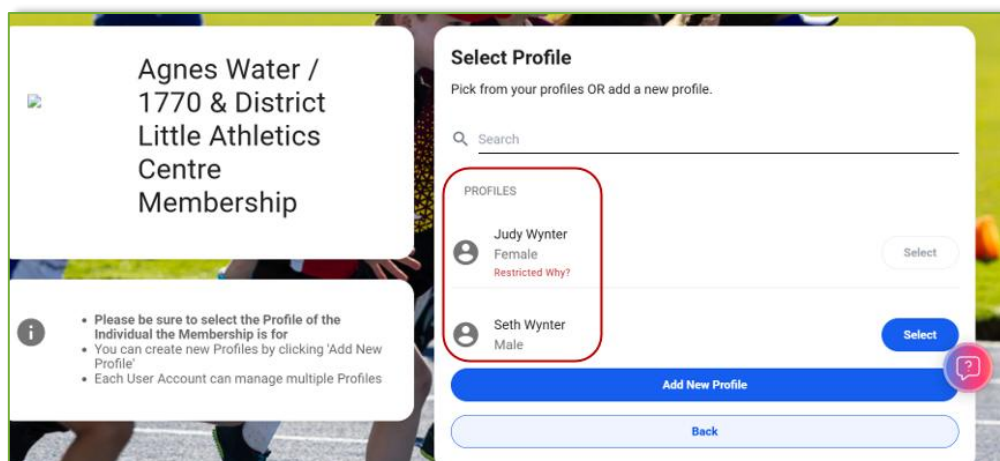 Agnes Water /
1770 & District
Little Athletics
Centre
Membership
Please be sure to select the Profile of the
Individual the Membership is for
You can create new Profiles by clicking 'Add New
Profile'
Each User Account can manage multiple Profiles
Select Profile
Pick from your profiles OR add a new profile.
Search
PROFILES
Judy Wynter
Female
Restricted Why?
Select
Seth Wynter
Male
Select
Add New Profile
Back